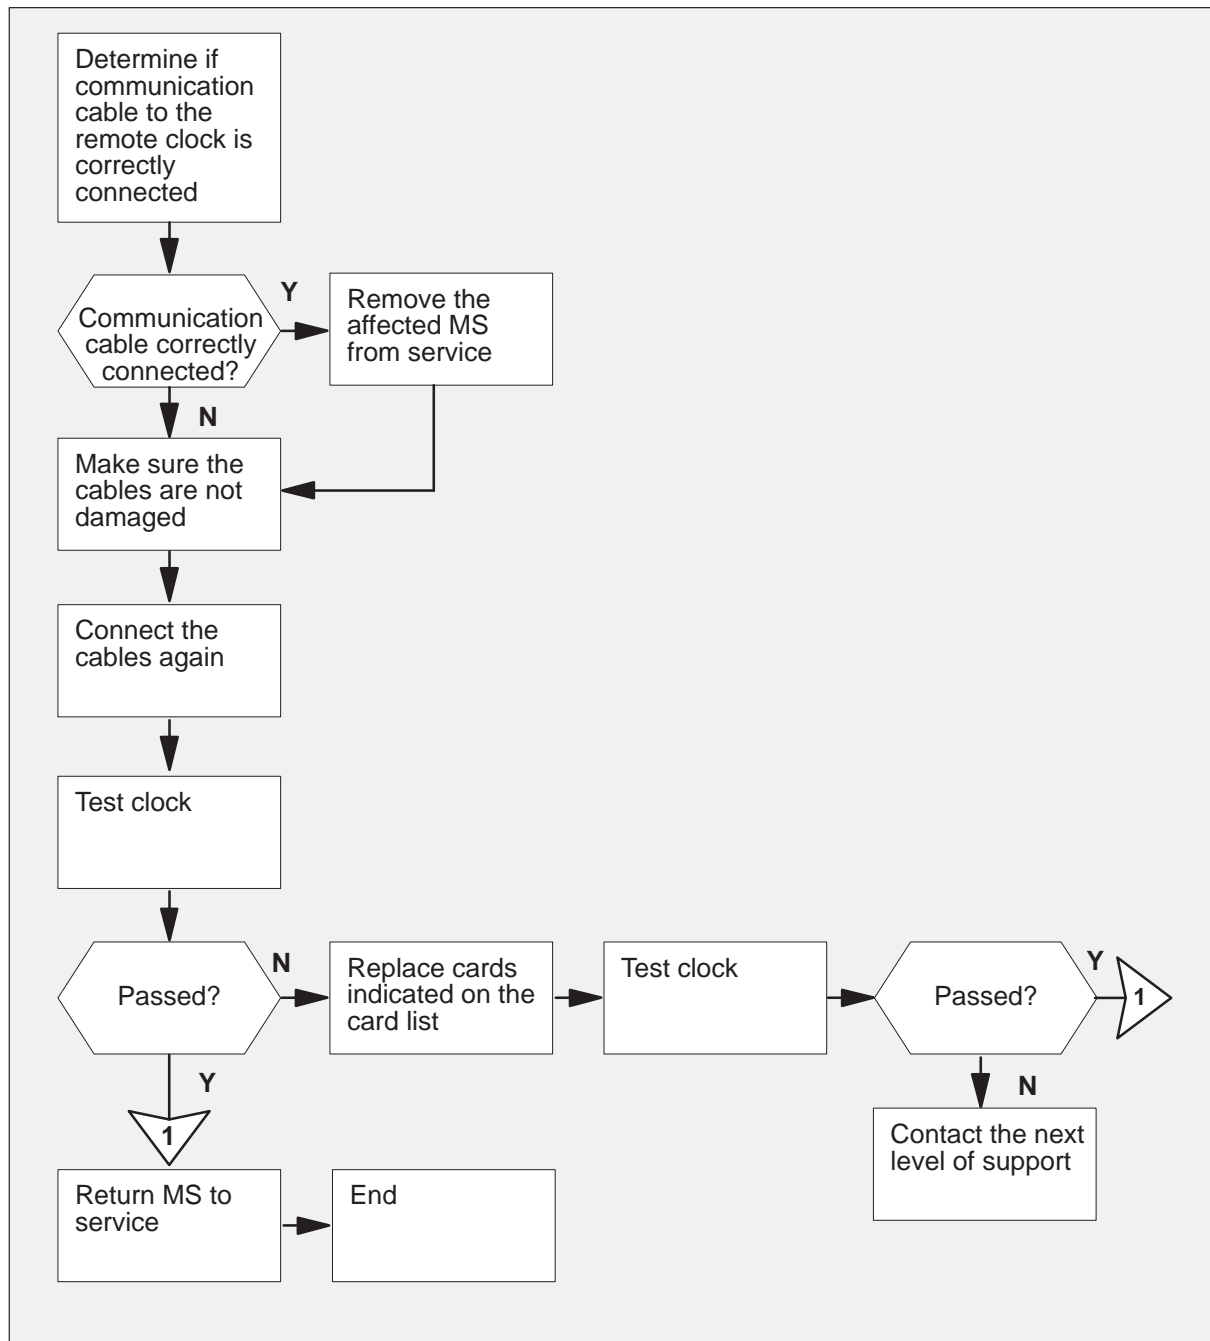 Determine if
communication
cable to the
remote clock is
correctly
connected
Communication
cable correctly
connected?
Y
Remove the
affected MS
from service
N
Make sure the
cables are not
damaged
Connect the
cables again
Test clock
Passed?
N
Replace cards
indicated on the
card list
Test clock
Passed?
Y
1
Y
1
N
Contact the next
level of support
Return MS to
service
End